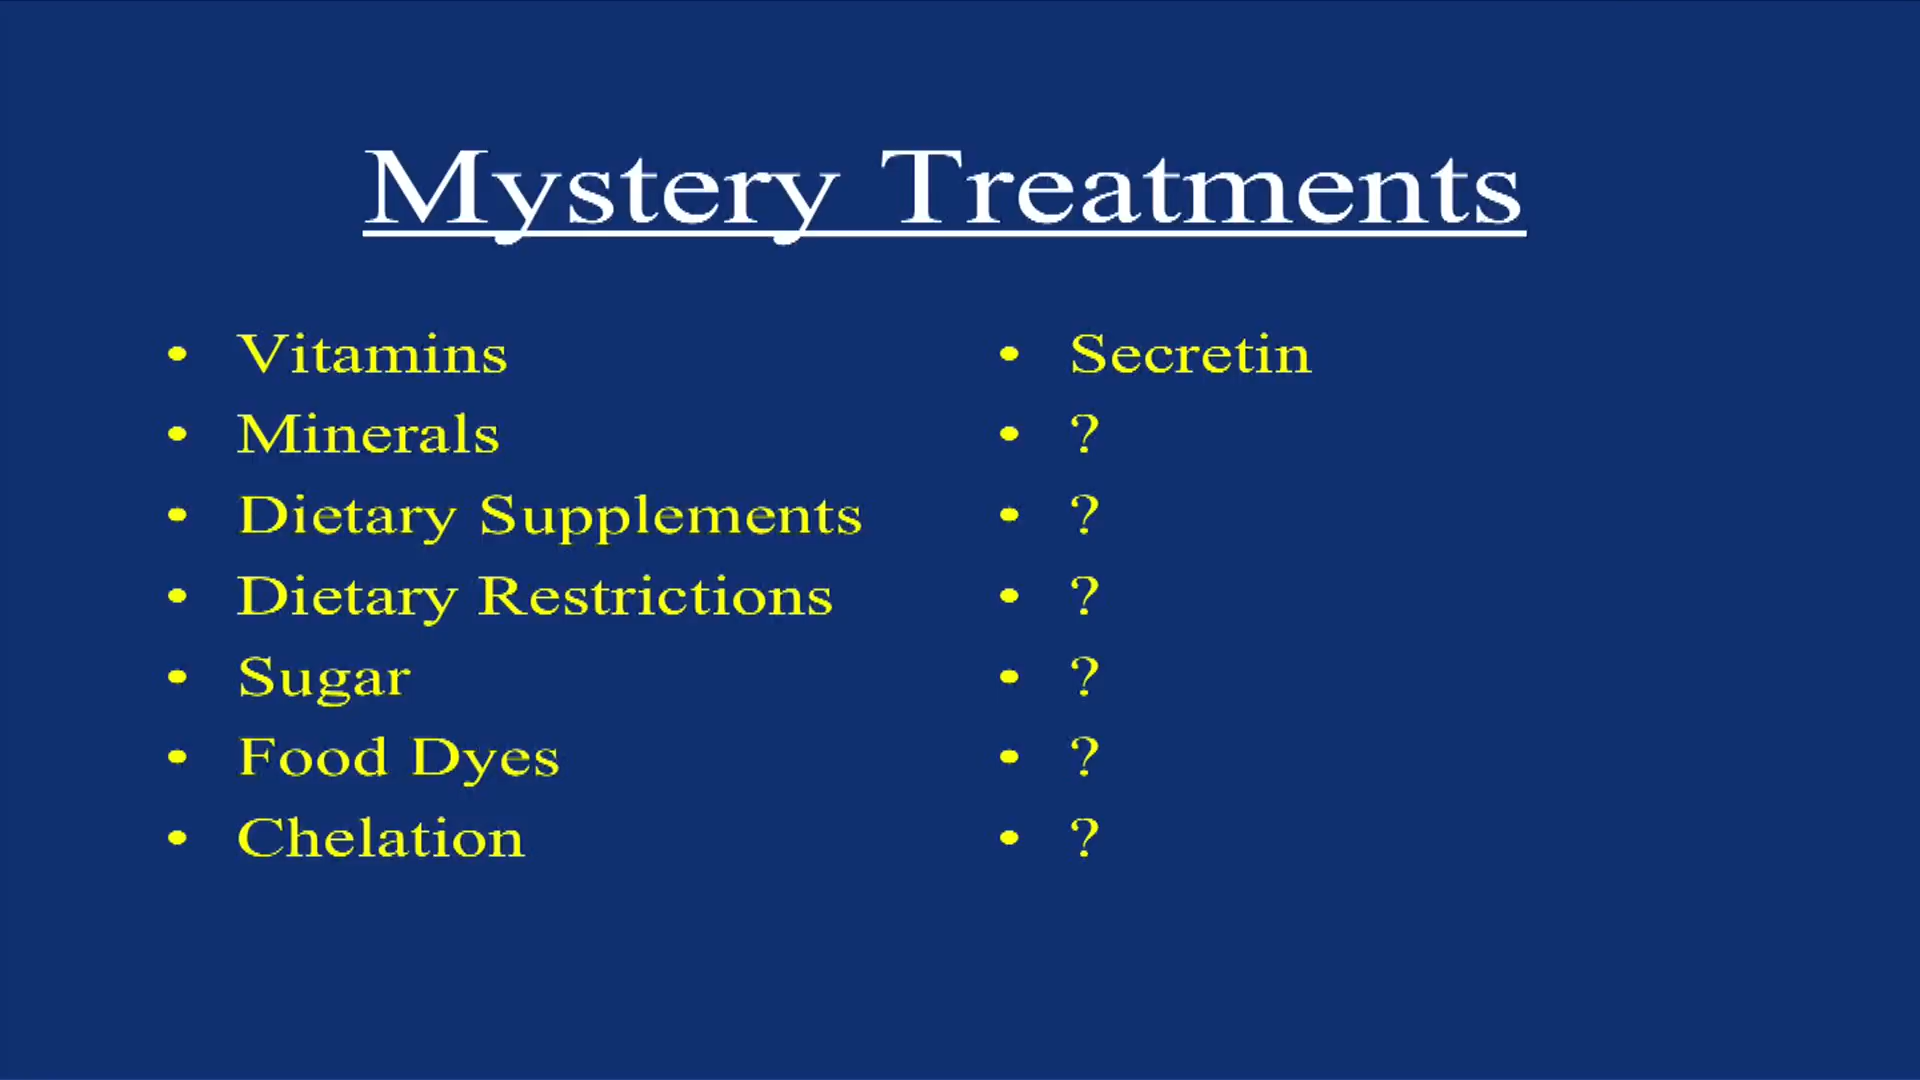 Mystery Treatments
• Vitamins
• Minerals
• Dietary Supplements
• Dietary Restrictions
• Sugar
• Food Dyes
• Chelation
• Secretin
• ?
• ?
• ?
• ?
• ?
• ?